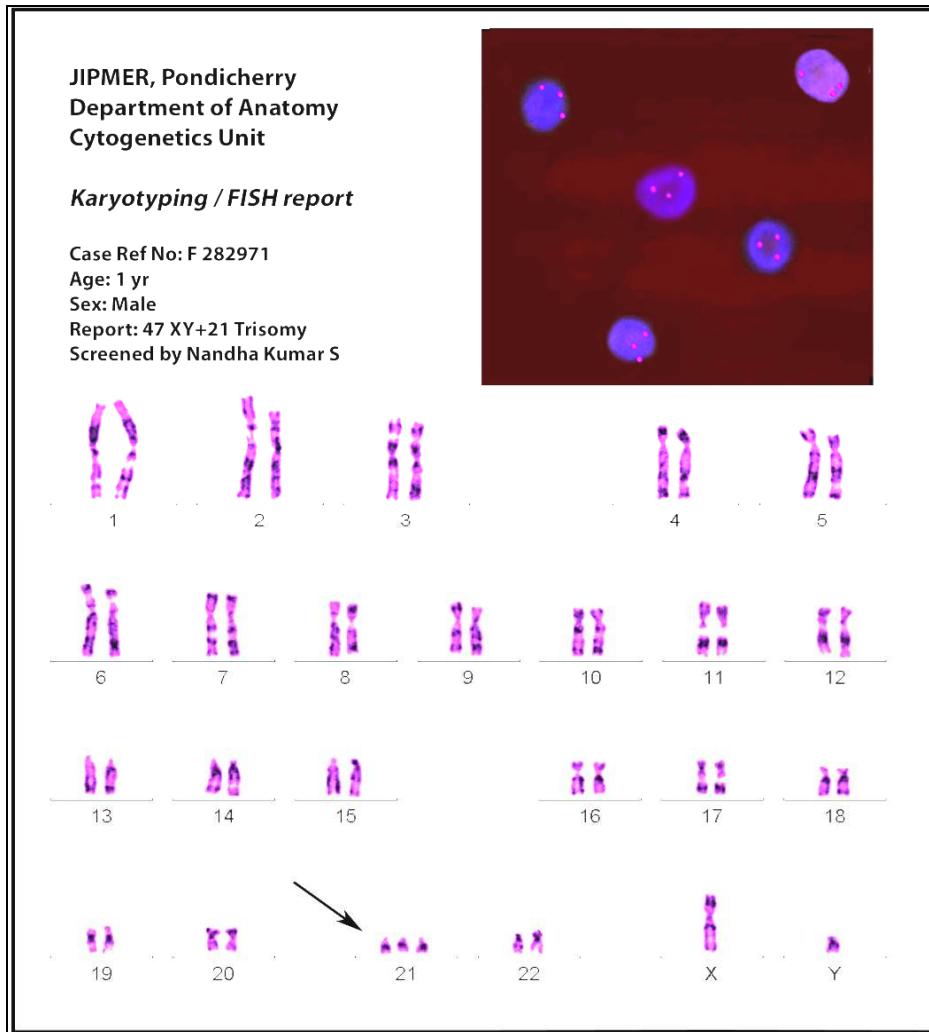 JIPMER, Pondicherry
Department of Anatomy
Cytogenetics Unit
Karyotyping / FISH report
Case Ref No: F 282971
Age: 1 yr
Sex: Male
Report: 47 XY+21 Trisomy
Screened by Nandha Kumar S
1 2 3 4 5
6 7 8 9 10 11 12
13 14 15 16 17 18
19 20 21 22 X Y